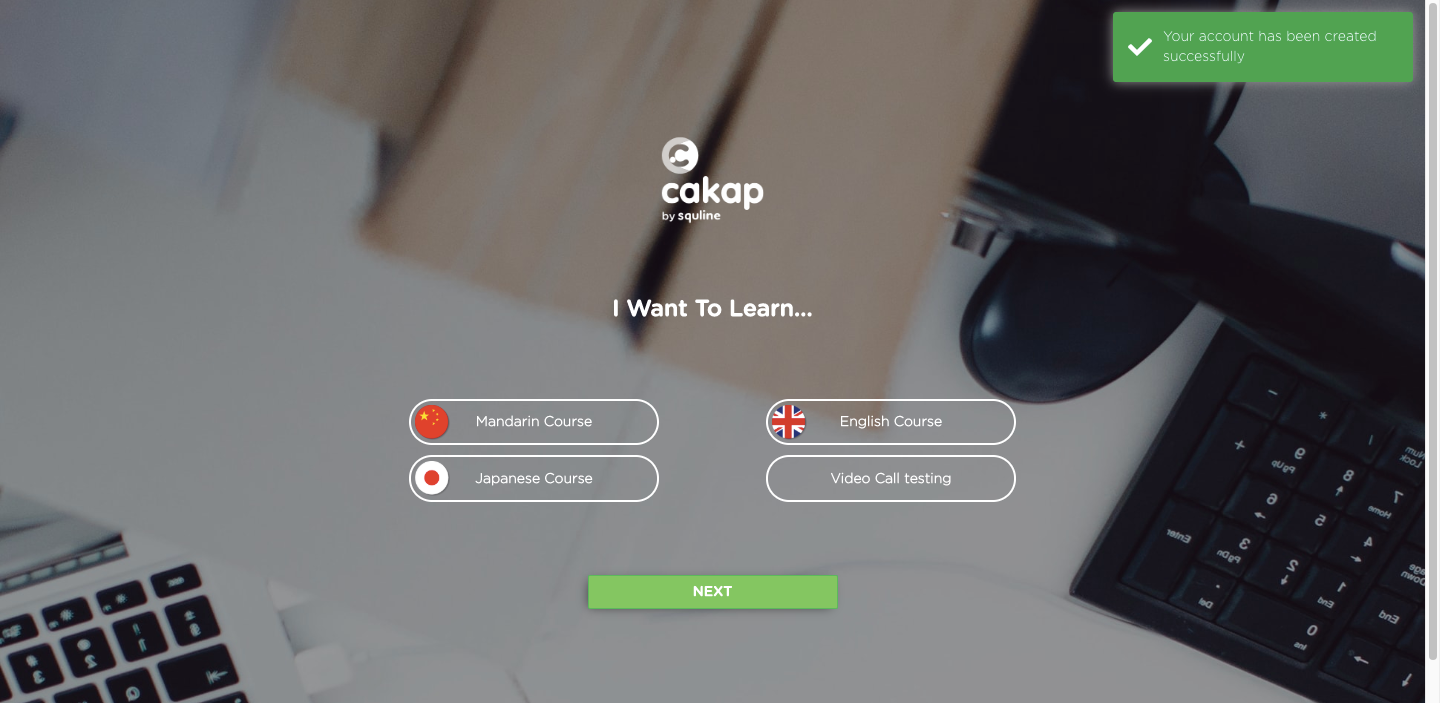 Your account has been created
successfully
cakap
by squline
I Want To Learn...
Mandarin Course
English Course
Japanese Course
Video Call testing
NEXT